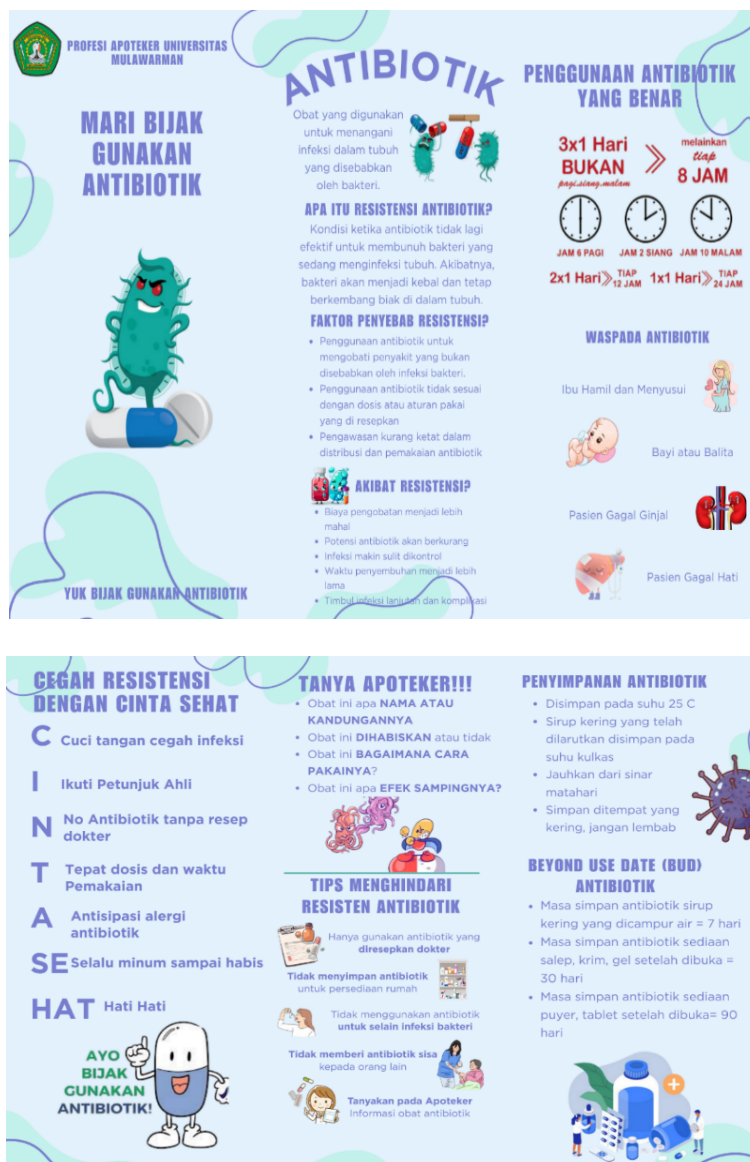 PROFESI APOTEKER UNIVERSITAS
MULAWARMAN
MARI BIJAK
GUNAKAN
ANTIBIOTIK
YUK BIJAK GUNAKAN ANTIBIOTIK
ANTIBIOTIK
Obat yang digunakan
untuk menangani
infeksi dalam tubuh
yang disebabkan
oleh bakteri.
APA ITU RESISTENSI ANTIBIOTIK?
Kondisi ketika antibiotik tidak lagi
efektif untuk membunuh bakteri yang
sedang menginfeksi tubuh. Akibatnya,
bakteri akan menjadi kebal dan tetap
berkembang biak di dalam tubuh.
FAKTOR PENYEBAB RESISTENSI?
• Penggunaan antibiotik untuk
mengobati penyakit yang bukan
disebabkan oleh infeksi bakteri.
• Penggunaan antibiotik tidak sesuai
dengan dosis atau aturan pakai
yang di resepkan
• Pengawasan kurang ketat dalam
distribusi dan pemakaian antibiotik
AKIBAT RESISTENSI?
• Biaya pengobatan menjadi lebih
mahal
• Potensi antibiotik akan berkurang
• Infeksi makin sulit dikontrol
• Waktu penyembuhan menjadi lebih
lama
• Timbul infeksi lanjutan dan komplikasi
PENGGUNAAN ANTIBIOTIK
YANG BENAR
3x1 Hari
BUKAN
pagi,siang,malam
melainkan
tiap
8 JAM
JAM 6 PAGI JAM 2 SIANG JAM 10 MALAM
2x1 Hari TIAP 12 JAM 1x1 Hari TIAP 24 JAM
WASPADA ANTIBIOTIK
Ibu Hamil dan Menyusui
Bayi atau Balita
Pasien Gagal Ginjal
Pasien Gagal Hati
CEGAH RESISTENSI
DENGAN CINTA SEHAT
C Cuci tangan cegah infeksi
I Ikuti Petunjuk Ahli
N No Antibiotik tanpa resep
dokter
T Tepat dosis dan waktu
Pemakaian
A Antisipasi alergi
antibiotik
SE Selalu minum sampai habis
HAT Hati Hati
AYO
BIJAK
GUNAKAN
ANTIBIOTIK!
TANYA APOTEKER!!!
• Obat ini apa NAMA ATAU
KANDUNGANNYA
• Obat ini DIHABISKAN atau tidak
• Obat ini BAGAIMANA CARA
PAKAINYA?
• Obat ini apa EFEK SAMPINGNYA?
TIPS MENGHINDARI
RESISTEN ANTIBIOTIK
Hanya gunakan antibiotik yang
diresepkan dokter
Tidak menyimpan antibiotik
untuk persediaan rumah
Tidak menggunakan antibiotik
untuk selain infeksi bakteri
Tidak memberi antibiotik sisa
kepada orang lain
Tanyakan pada Apoteker
Informasi obat antibiotik
PENYIMPANAN ANTIBIOTIK
• Disimpan pada suhu 25 C
• Sirup kering yang telah
dilarutkan disimpan pada
suhu kulkas
• Jauhkan dari sinar
matahari
• Simpan ditempat yang
kering, jangan lembab
BEYOND USE DATE (BUD)
ANTIBIOTIK
• Masa simpan antibiotik sirup
kering yang dicampur air = 7 hari
• Masa simpan antibiotik sediaan
salep, krim, gel setelah dibuka =
30 hari
• Masa simpan antibiotik sediaan
puyer, tablet setelah dibuka= 90
hari